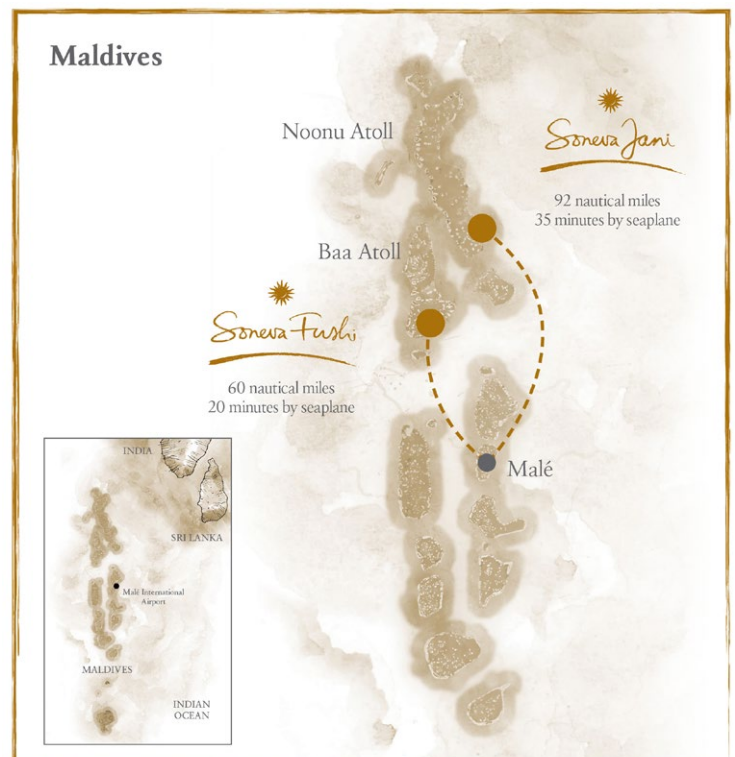 Maldives
Noonu Atoll
Soneva Jani
92 nautical miles
35 minutes by seaplane
Baa Atoll
Soneva Fushi
60 nautical miles
20 minutes by seaplane
Malé
INDIA
SRI LANKA
Malé International
Airport
MALDIVES
INDIAN
OCEAN